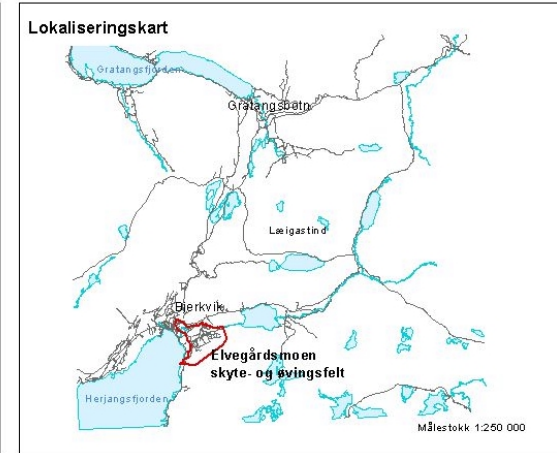 Lokaliseringskart
Gratangsfjorden
Gratangsbotn
Læigastind
Bjerkvik
Elvegårdsmoen
skyte- og øvingsfelt
Herjangsfjorden
Målestokk 1:250 000